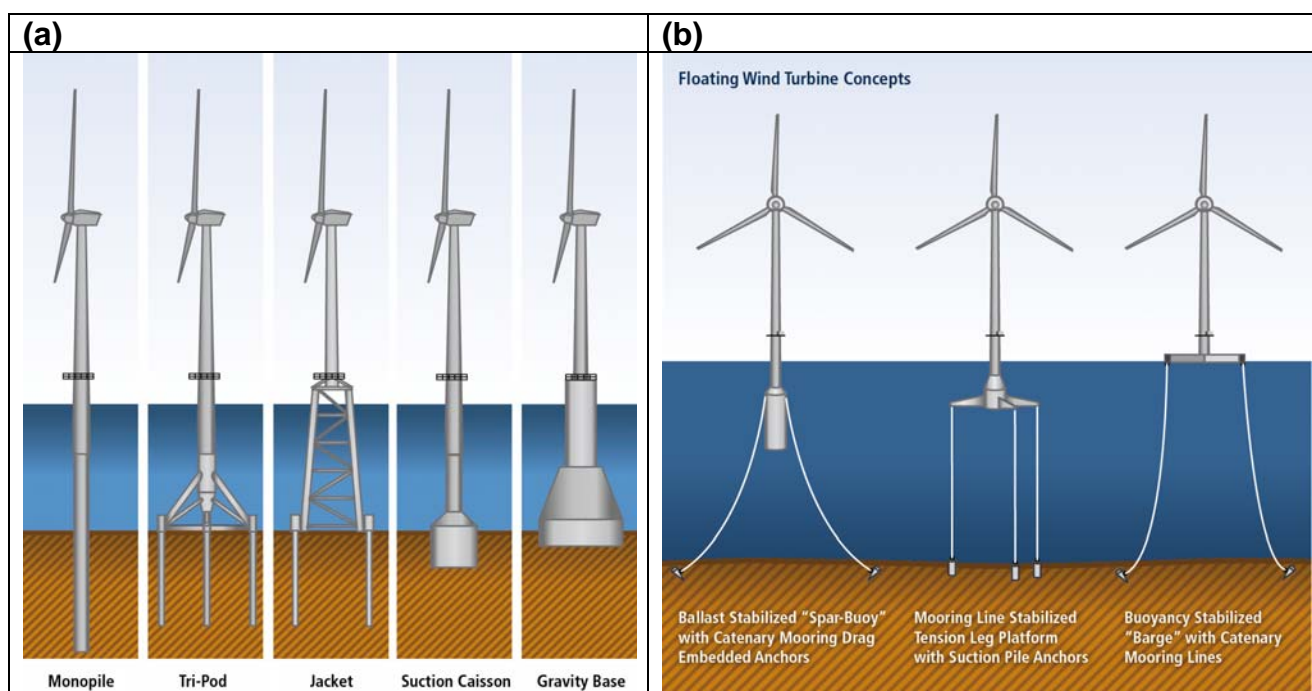 (a)
(b)
Monopile
Tri-Pod
Jacket
Suction Caisson
Gravity Base
Floating Wind Turbine Concepts
Ballast Stabilized “Spar-Buoy”
with Catenary Mooring Drag
Embedded Anchors
Mooring Line Stabilized
Tension Leg Platform
with Suction Pile Anchors
Buoyancy Stabilized
“Barge” with Catenary
Mooring Lines